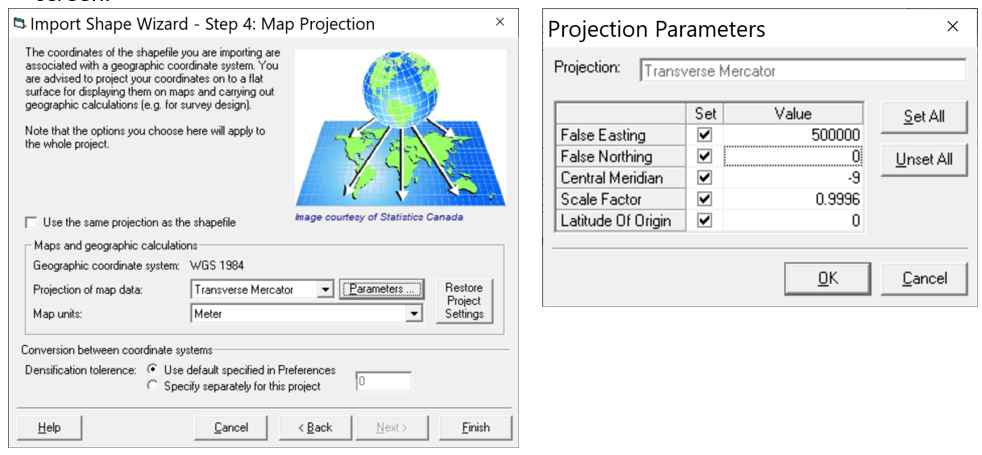 Import Shape Wizard - Step 4: Map Projection
The coordinates of the shapefile you are importing are
associated with a geographic coordinate system. You
are advised to project your coordinates on to a flat
surface for displaying them on maps and carrying out
geographic calculations (e.g. for survey design).
Note that the options you choose here will apply to
the whole project.
Image courtesy of Statistics Canada
Use the same projection as the shapefile
Maps and geographic calculations
Geographic coordinate system: WGS 1984
Projection of map data: Transverse Mercator Parameters ... Restore
Project
Settings
Map units: Meter
Conversion between coordinate systems
Densification tolerence: Use default specified in Preferences
Specify separately for this project 0
Help Cancel < Back Next > Finish
Projection Parameters
Projection: Transverse Mercator
Set Value
False Easting 500000
False Northing 0
Central Meridian -9
Scale Factor 0.9996
Latitude Of Origin 0
Set All
Unset All
OK Cancel